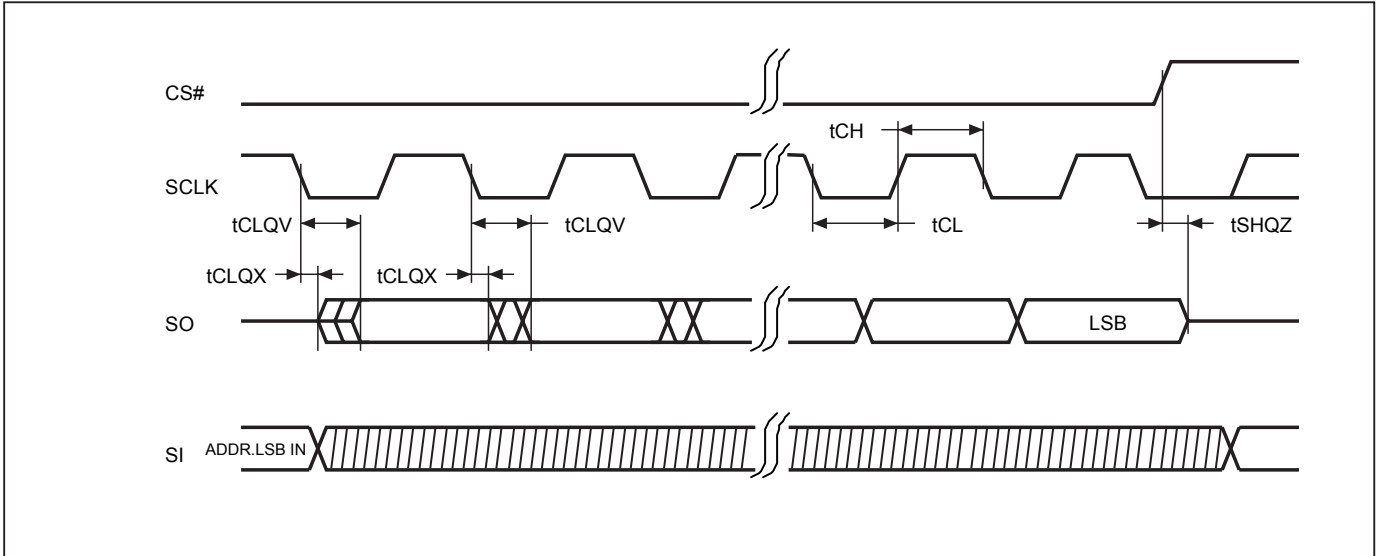 CS#
tCH
SCLK
tCLQV
tCLQV
tCL
tSHQZ
tCLQX
tCLQX
SO
LSB
SI
ADDR.LSB IN